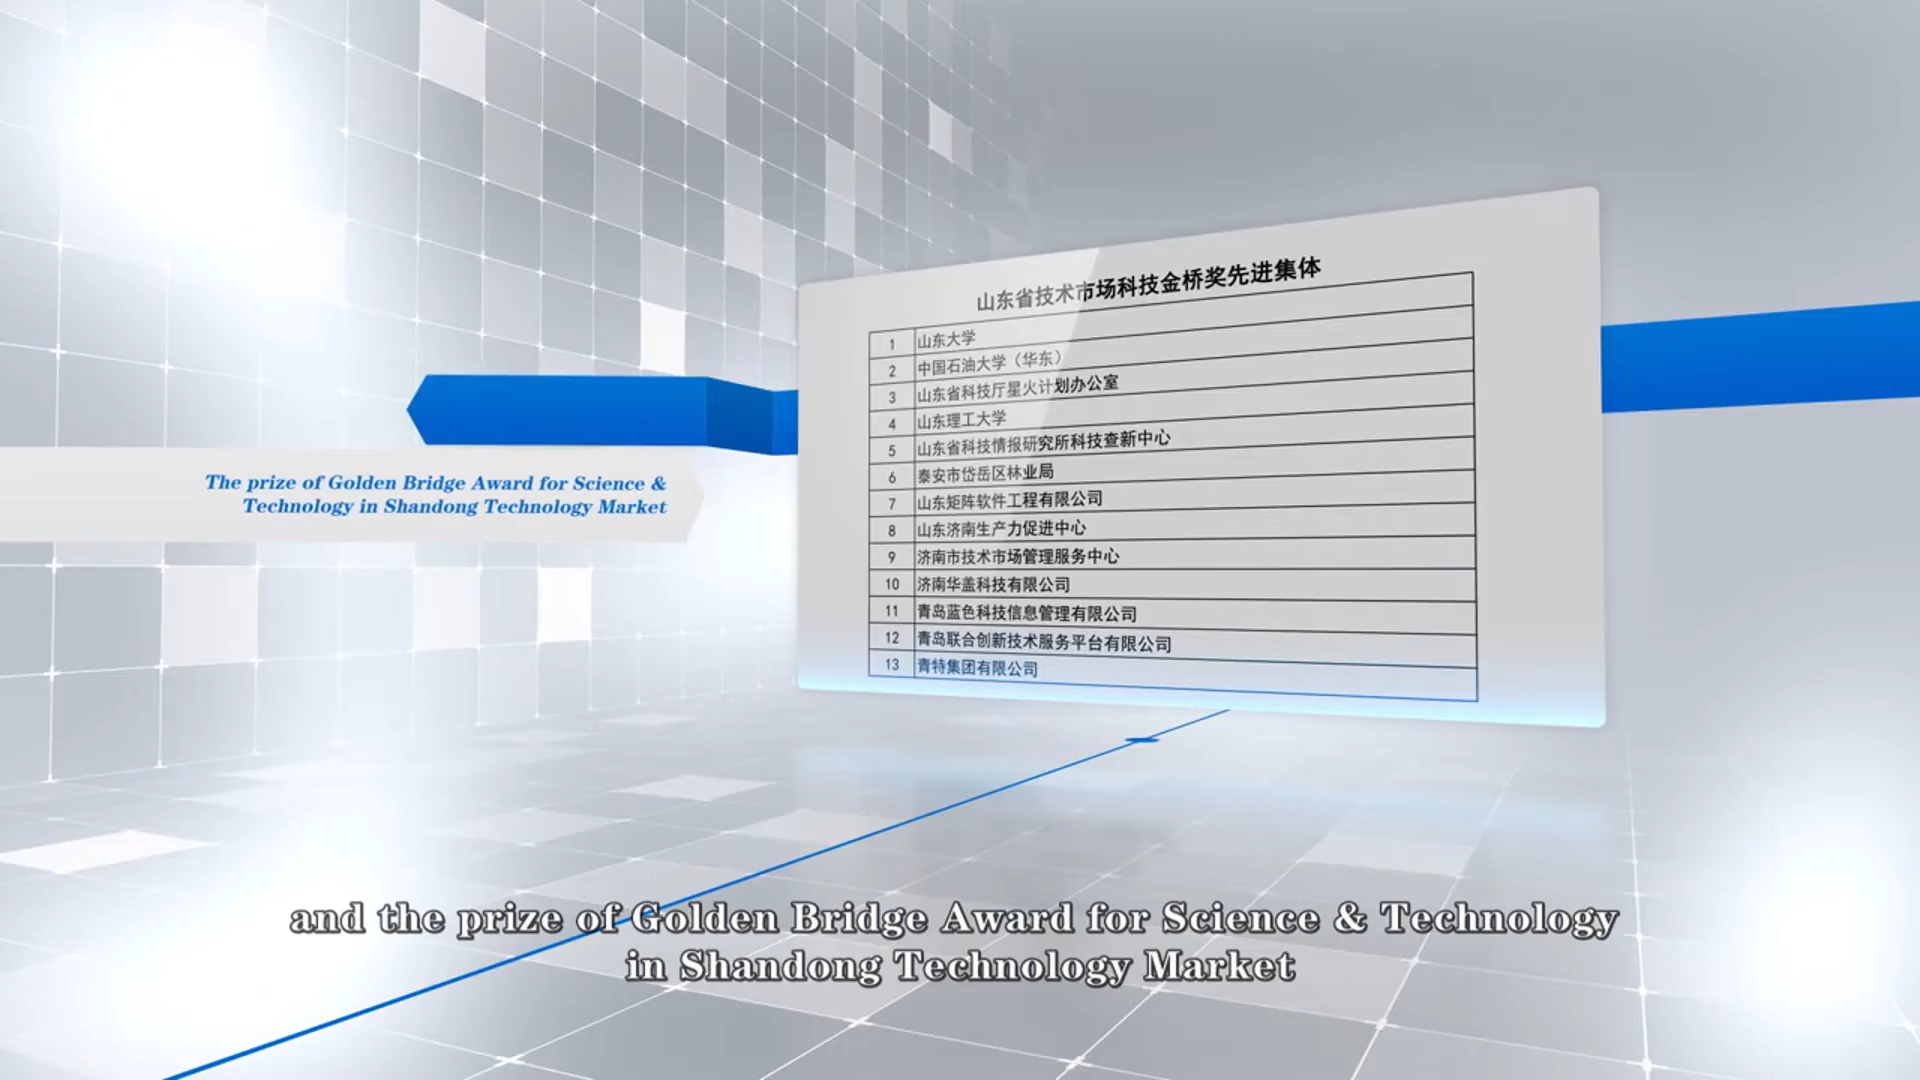 山东省技术市场科技金桥奖先进集体
1 山东大学
2 中国石油大学（华东）
3 山东省科技厅星火计划办公室
4 山东理工大学
5 山东省科技情报研究所科技查新中心
6 泰安市岱岳区林业局
7 山东矩阵软件工程有限公司
8 山东济南生产力促进中心
9 济南市技术市场管理服务中心
10 济南华盖科技有限公司
11 青岛蓝色科技信息管理有限公司
12 青岛联合创新技术服务平台有限公司
13 青特集团有限公司
The prize of Golden Bridge Award for Science &
Technology in Shandong Technology Market
and the prize of Golden Bridge Award for Science & Technology
in Shandong Technology Market